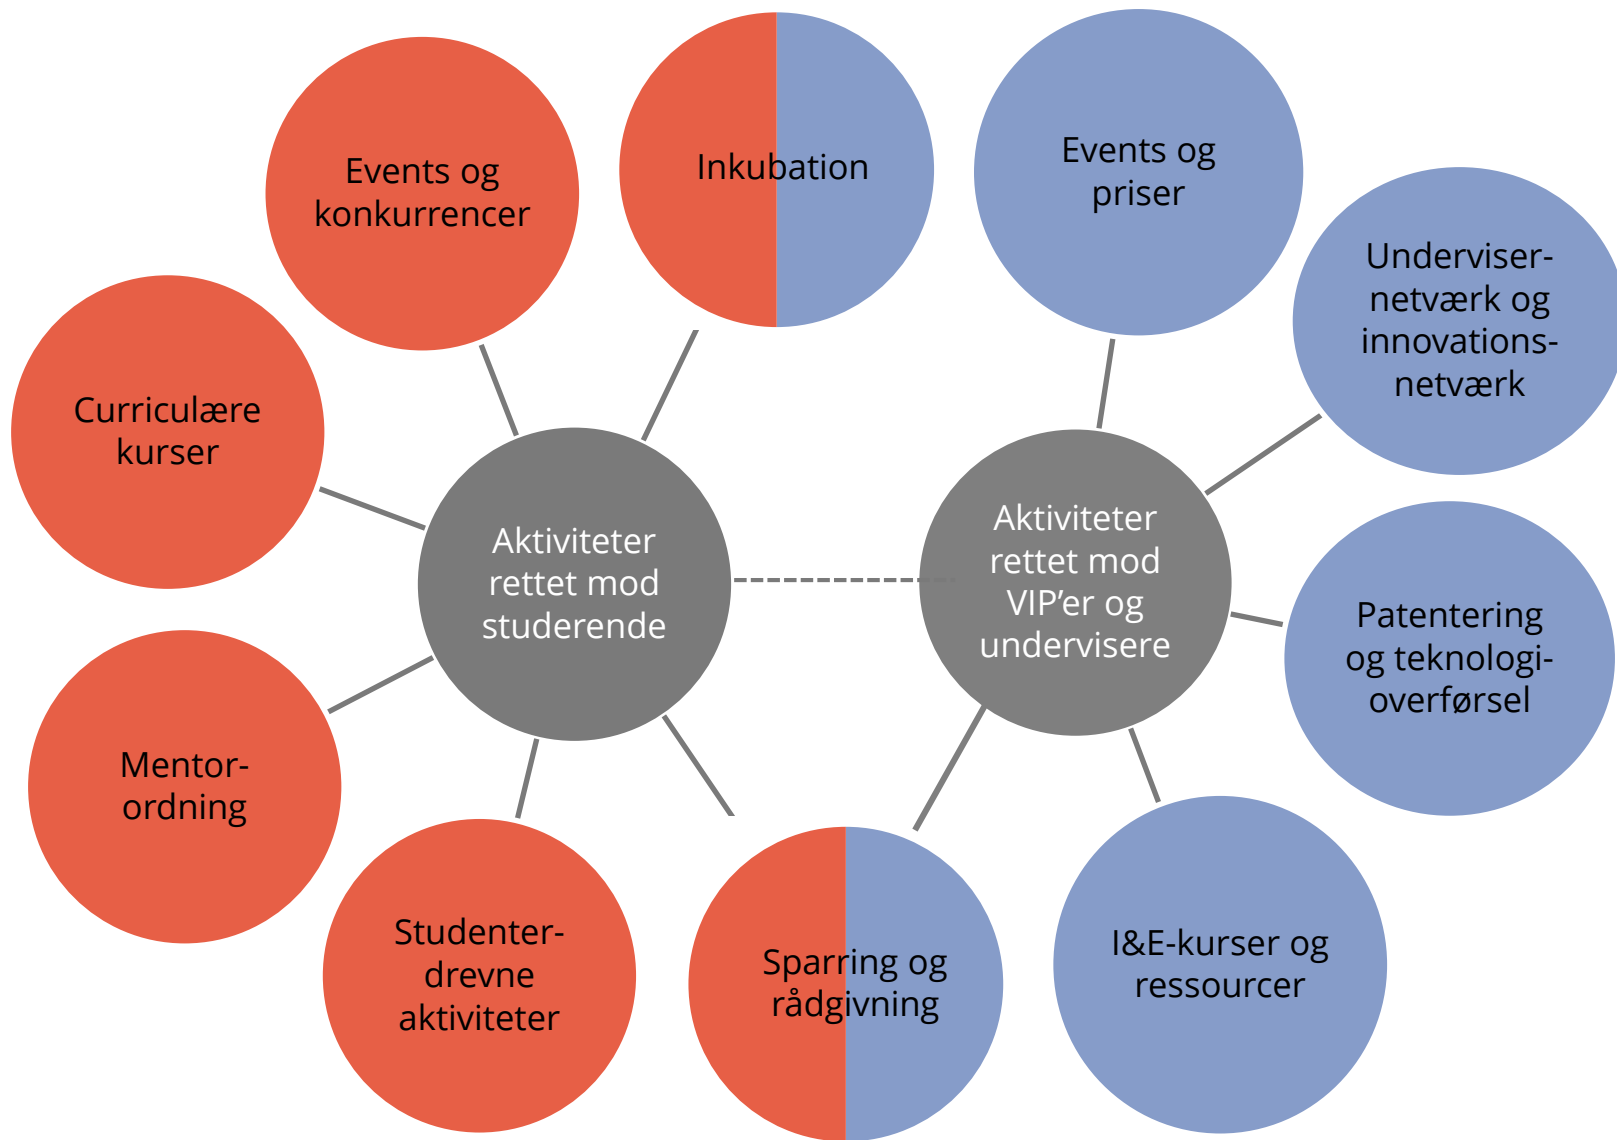 Events og
konkurrencer
Inkubation
Events og
priser
Underviser-
netværk og
innovations-
netværk
Curriculære
kurser
Aktiviteter
rettet mod
studerende
Aktiviteter
rettet mod
VIP’er og
undervisere
Patentering
og teknologi-
overførsel
Mentor-
ordning
Studenter-
drevne
aktiviteter
Sparring og
rådgivning
I&E-kurser og
ressourcer